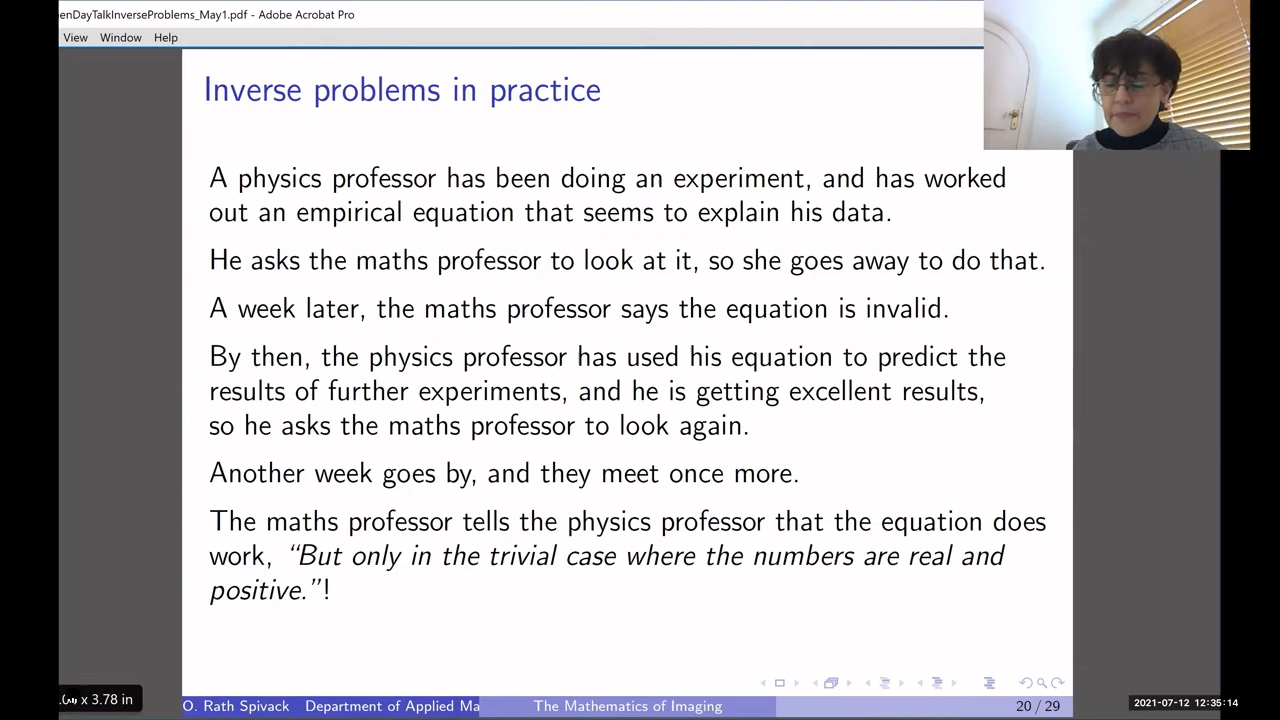 enDayTalkInverseProblems_May1.pdf - Adobe Acrobat Pro
View Window Help
Inverse problems in practice
A physics professor has been doing an experiment, and has worked
out an empirical equation that seems to explain his data.
He asks the maths professor to look at it, so she goes away to do that.
A week later, the maths professor says the equation is invalid.
By then, the physics professor has used his equation to predict the
results of further experiments, and he is getting excellent results,
so he asks the maths professor to look again.
Another week goes by, and they meet once more.
The maths professor tells the physics professor that the equation does
work, “But only in the trivial case where the numbers are real and
positive.”!
x 3.78 in
O. Rath Spivack Department of Applied Ma The Mathematics of Imaging 20 / 29
2021-07-12 12:35:14